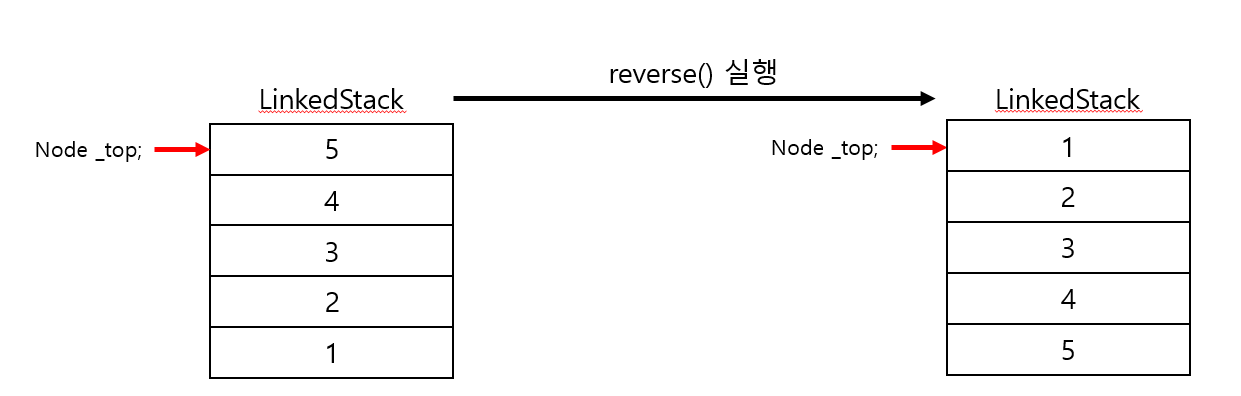 reverse() 실행
LinkedStack
LinkedStack
Node _top;
5
4
3
2
1
Node _top;
1
2
3
4
5